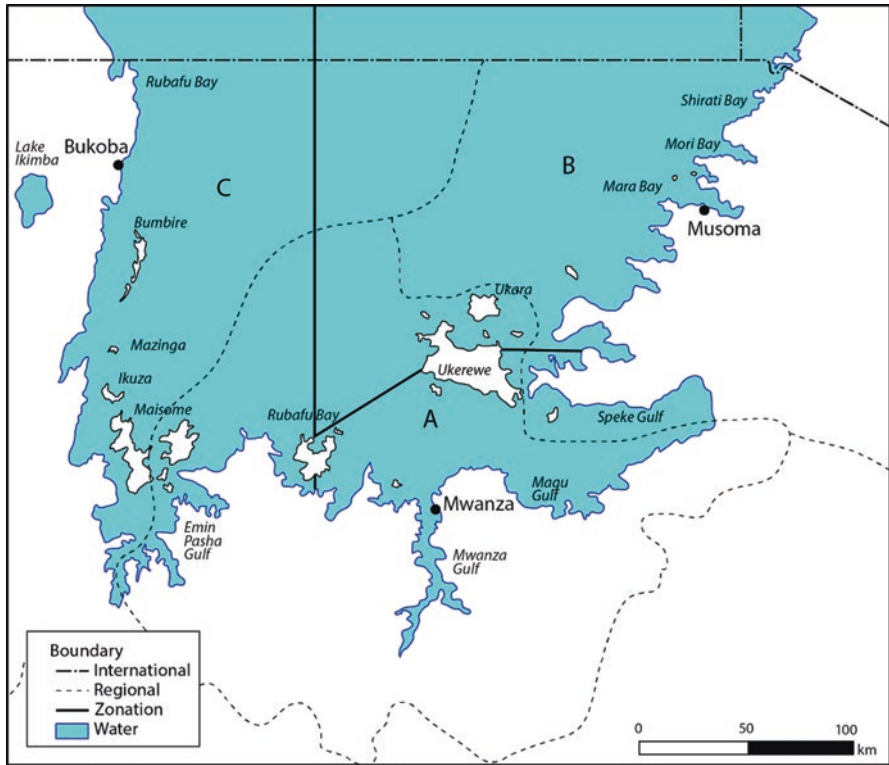 Rubafu Bay
Shirati Bay
Lake
Ikimba
Bukoba
Mori Bay
C
B
Mara Bay
Musoma
Bumbire
Ukara
Mazinga
Ukerewe
Ikuza
Maisome
Rubafu Bay
A
Speke Gulf
Magu
Gulf
Mwanza
Emin
Pasha
Gulf
Mwanza
Gulf
Boundary
International
Regional
Zonation
Water
0 50 100
km